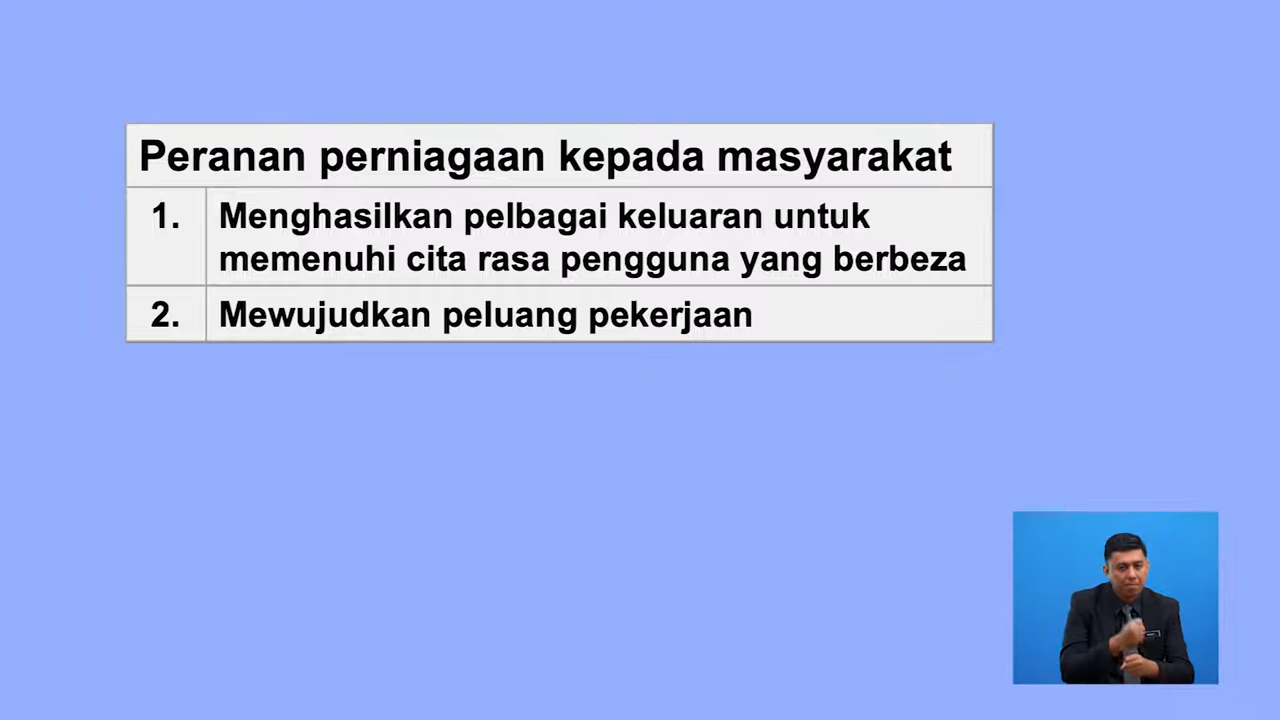 Peranan perniagaan kepada masyarakat
1. Menghasilkan pelbagai keluaran untuk
memenuhi cita rasa pengguna yang berbeza
2. Mewujudkan peluang pekerjaan